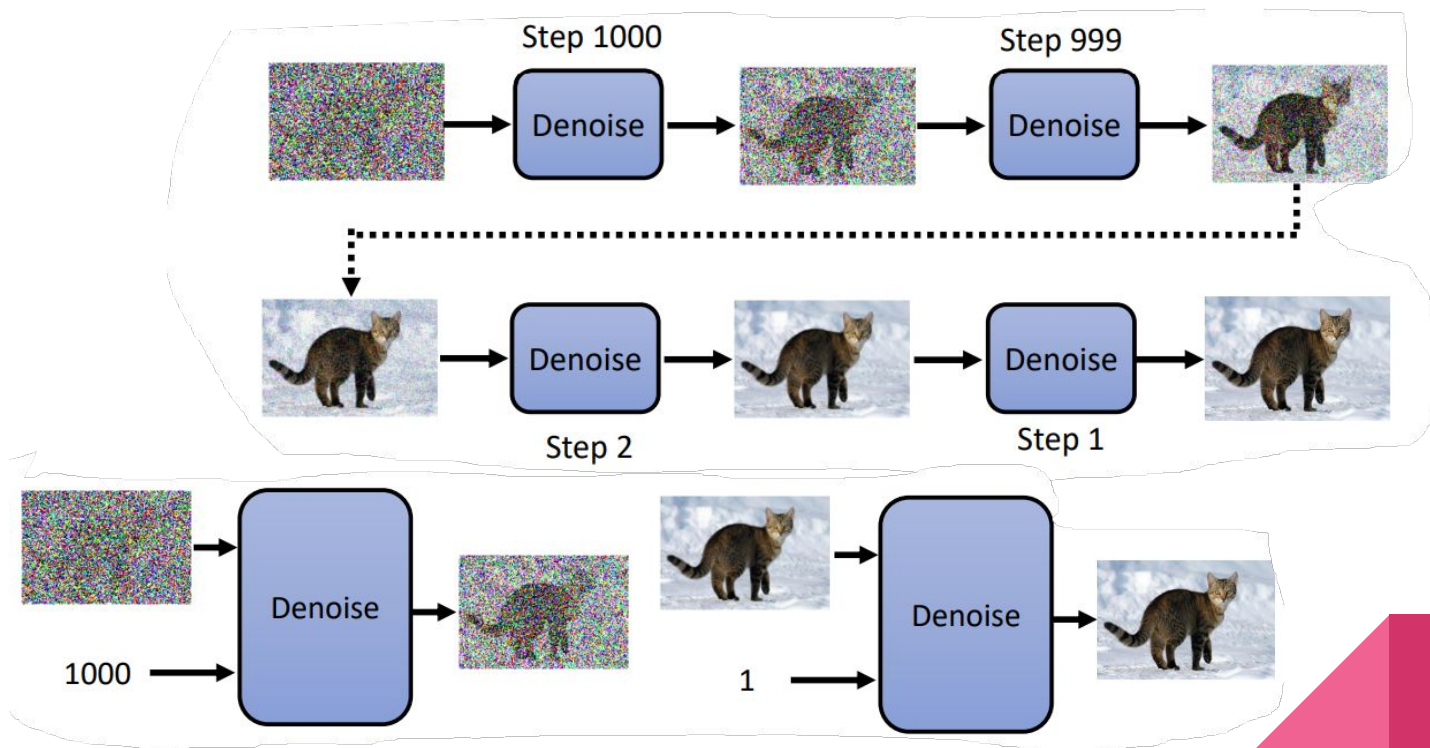 Step 1000
Step 999
Denoise
Denoise
Denoise
Denoise
Step 2
Step 1
Denoise
1000
Denoise
1